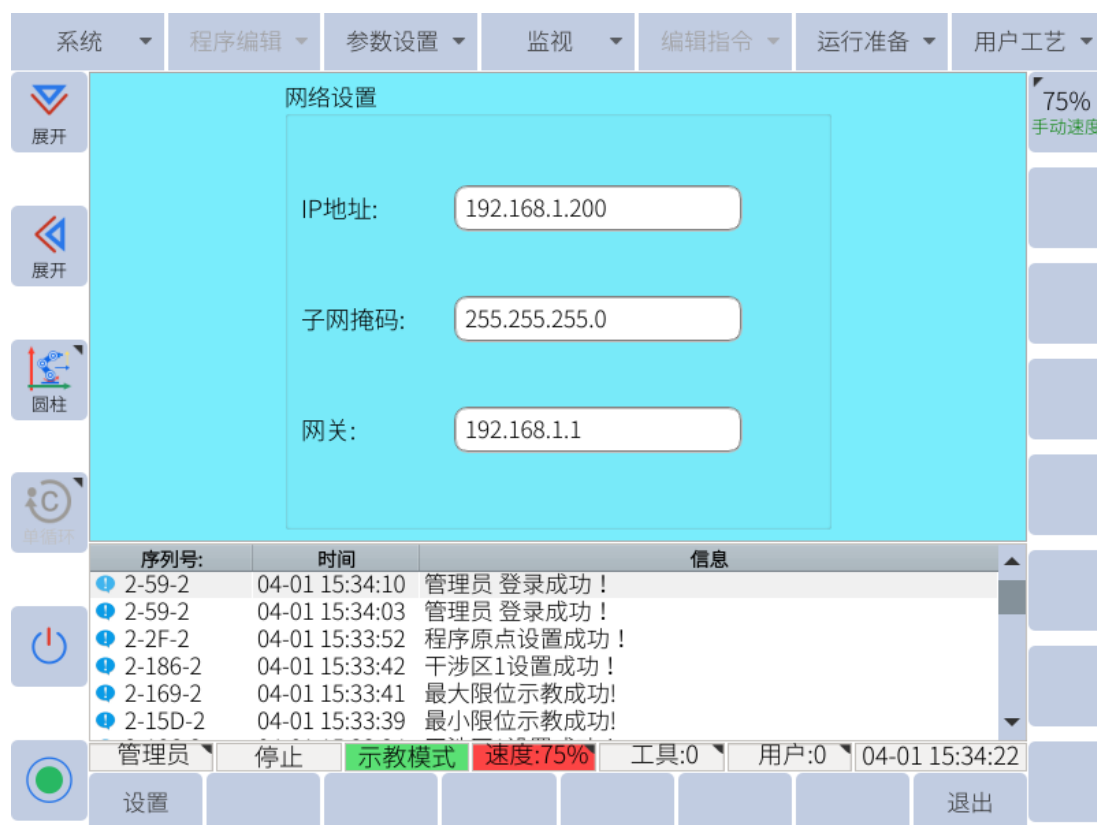 系统 程序编辑 参数设置 监视 编辑指令 运行准备 用户工艺
展开
展开
圆柱
单循环
网络设置
IP地址: 192.168.1.200
子网掩码: 255.255.255.0
网关: 192.168.1.1
75%
手动速度
序列号: 时间 信息
2-59-2 04-01 15:34:10 管理员 登录成功！
2-59-2 04-01 15:34:03 管理员 登录成功！
2-2F-2 04-01 15:33:52 程序原点设置成功！
2-186-2 04-01 15:33:42 干涉区1设置成功！
2-169-2 04-01 15:33:41 最大限位示教成功!
2-15D-2 04-01 15:33:39 最小限位示教成功!
管理员 停止 示教模式 速度:75% 工具:0 用户:0 04-01 15:34:22
设置 退出